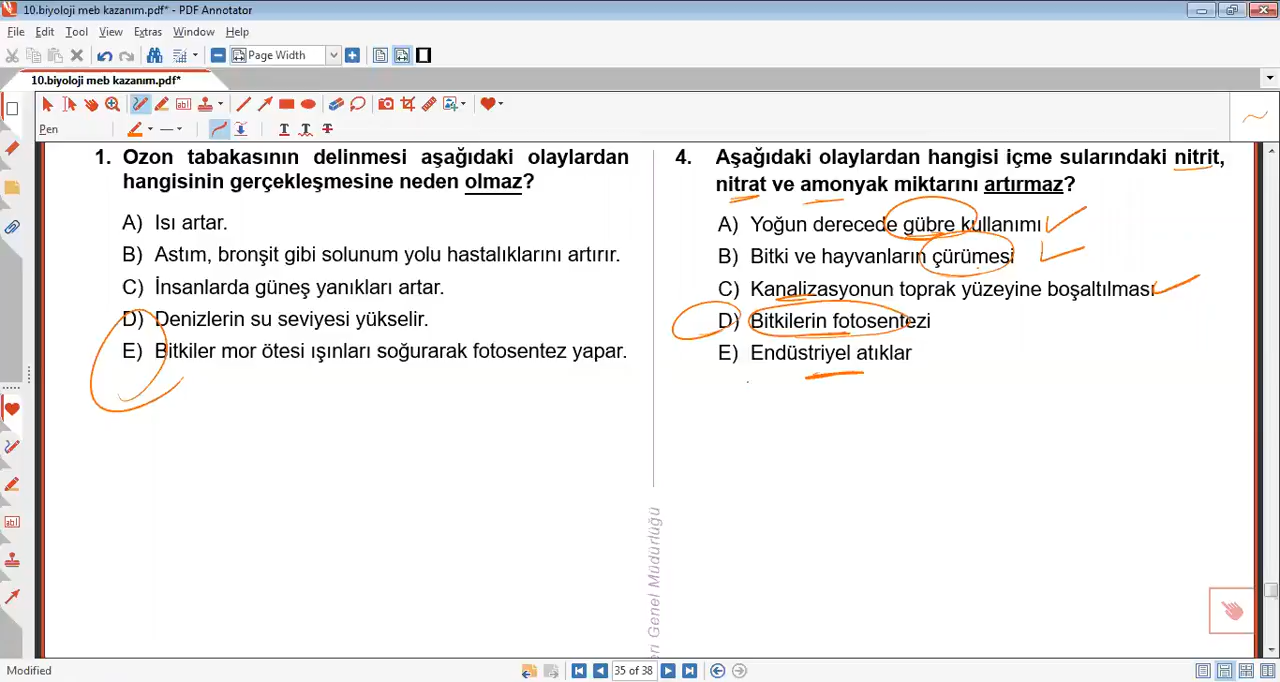 10.biyoloji meb kazanım.pdf* - PDF Annotator
File Edit Tool View Extras Window Help
Page Width
10.biyoloji meb kazanım.pdf*
Pen
1. Ozon tabakasının delinmesi aşağıdaki olaylardan
hangisinin gerçekleşmesine neden olmaz?
A) Isı artar.
B) Astım, bronşit gibi solunum yolu hastalıklarını artırır.
C) İnsanlarda güneş yanıkları artar.
D) Denizlerin su seviyesi yükselir.
E) Bitkiler mor ötesi ışınları soğurarak fotosentez yapar.
4. Aşağıdaki olaylardan hangisi içme sularındaki nitrit,
nitrat ve amonyak miktarını artırmaz?
A) Yoğun derecede gübre kullanımı
B) Bitki ve hayvanların çürümesi
C) Kanalizasyonun toprak yüzeyine boşaltılması
D) Bitkilerin fotosentezi
E) Endüstriyel atıklar
Genel Müdürlüğü
Modified
35 of 38